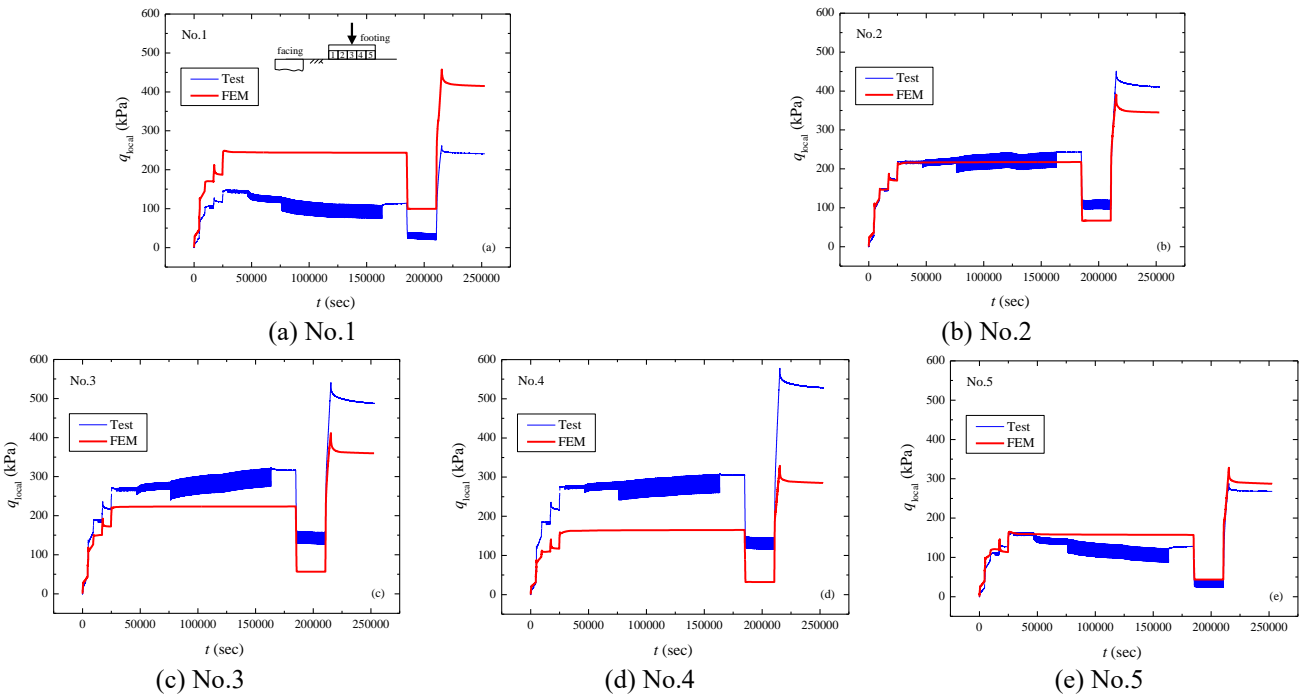 No.1
facing
footing
1 2 3 4 5
Test
FEM
600
500
400
300
200
100
0
q_local (kPa)
0 50000 100000 150000 200000 250000
t (sec)
(a)
(a) No.1
No.2
Test
FEM
600
500
400
300
200
100
0
q_local (kPa)
0 50000 100000 150000 200000 250000
t (sec)
(b)
(b) No.2
No.3
Test
FEM
600
500
400
300
200
100
0
q_local (kPa)
0 50000 100000 150000 200000 250000
t (sec)
(c)
(c) No.3
No.4
Test
FEM
600
500
400
300
200
100
0
q_local (kPa)
0 50000 100000 150000 200000 250000
t (sec)
(d)
(d) No.4
No.5
Test
FEM
600
500
400
300
200
100
0
q_local (kPa)
0 50000 100000 150000 200000 250000
t (sec)
(e)
(e) No.5